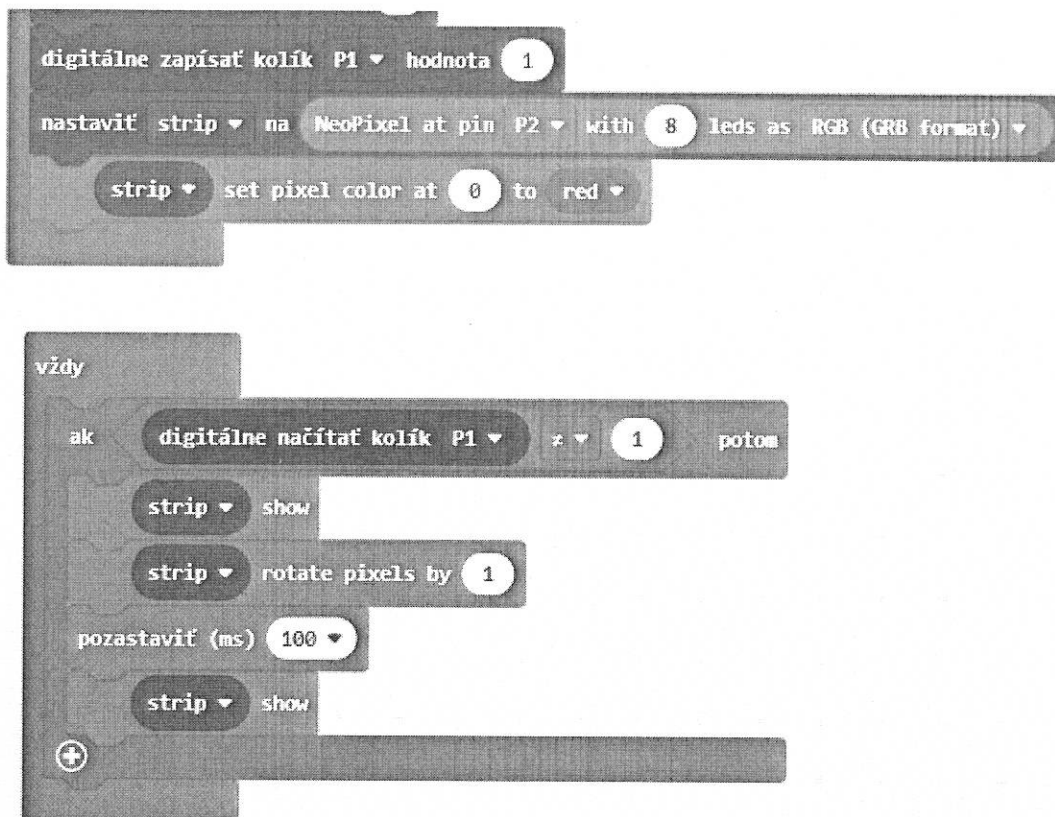 digitálne zapísať kolík P1 hodnota 1
nastaviť strip na NeoPixel at pin P2 with 8 leds as RGB (GRB format)
strip set pixel color at 0 to red
vždy
ak digitálne načítať kolík P1 ≠ 1 potom
strip show
strip rotate pixels by 1
pozastaviť (ms) 100
strip show